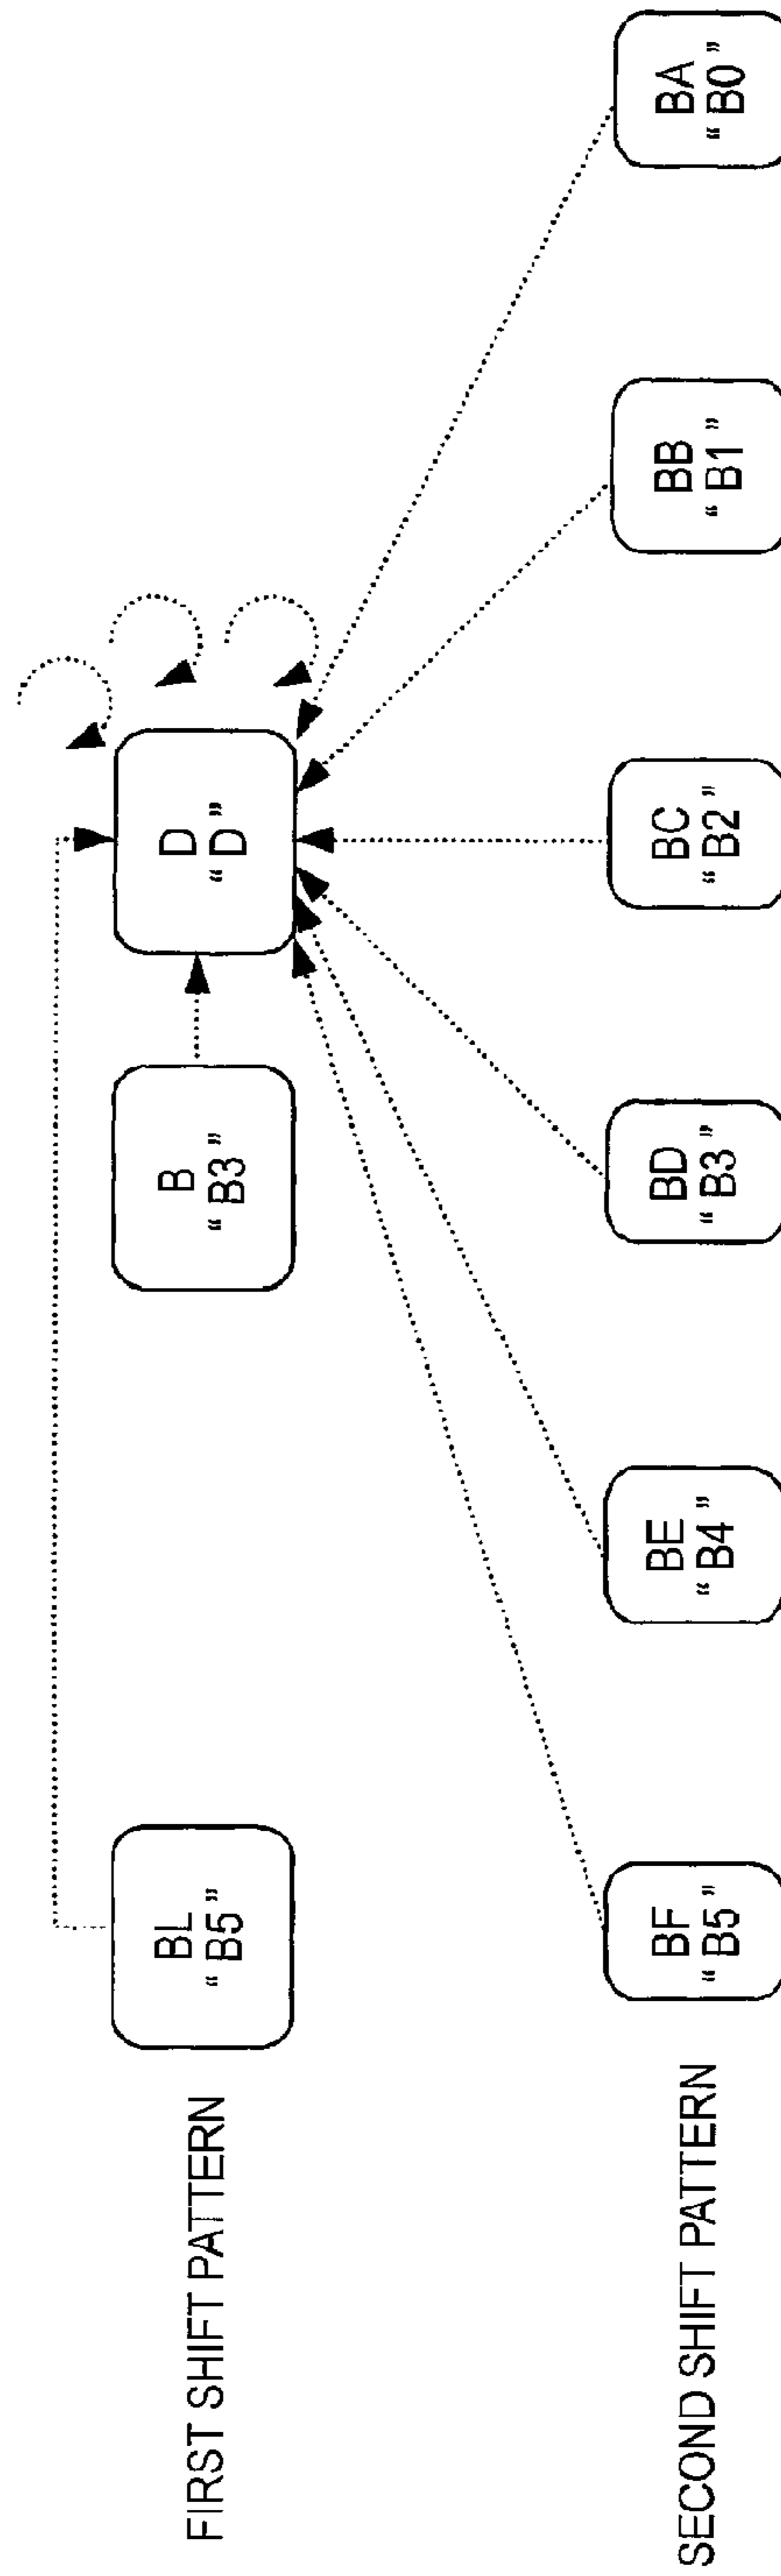 FIRST SHIFT PATTERN
BL
“B5”
B
“B3”
D
“D”
SECOND SHIFT PATTERN
BF
“B5”
BE
“B4”
BD
“B3”
BC
“B2”
BB
“B1”
BA
“B0”